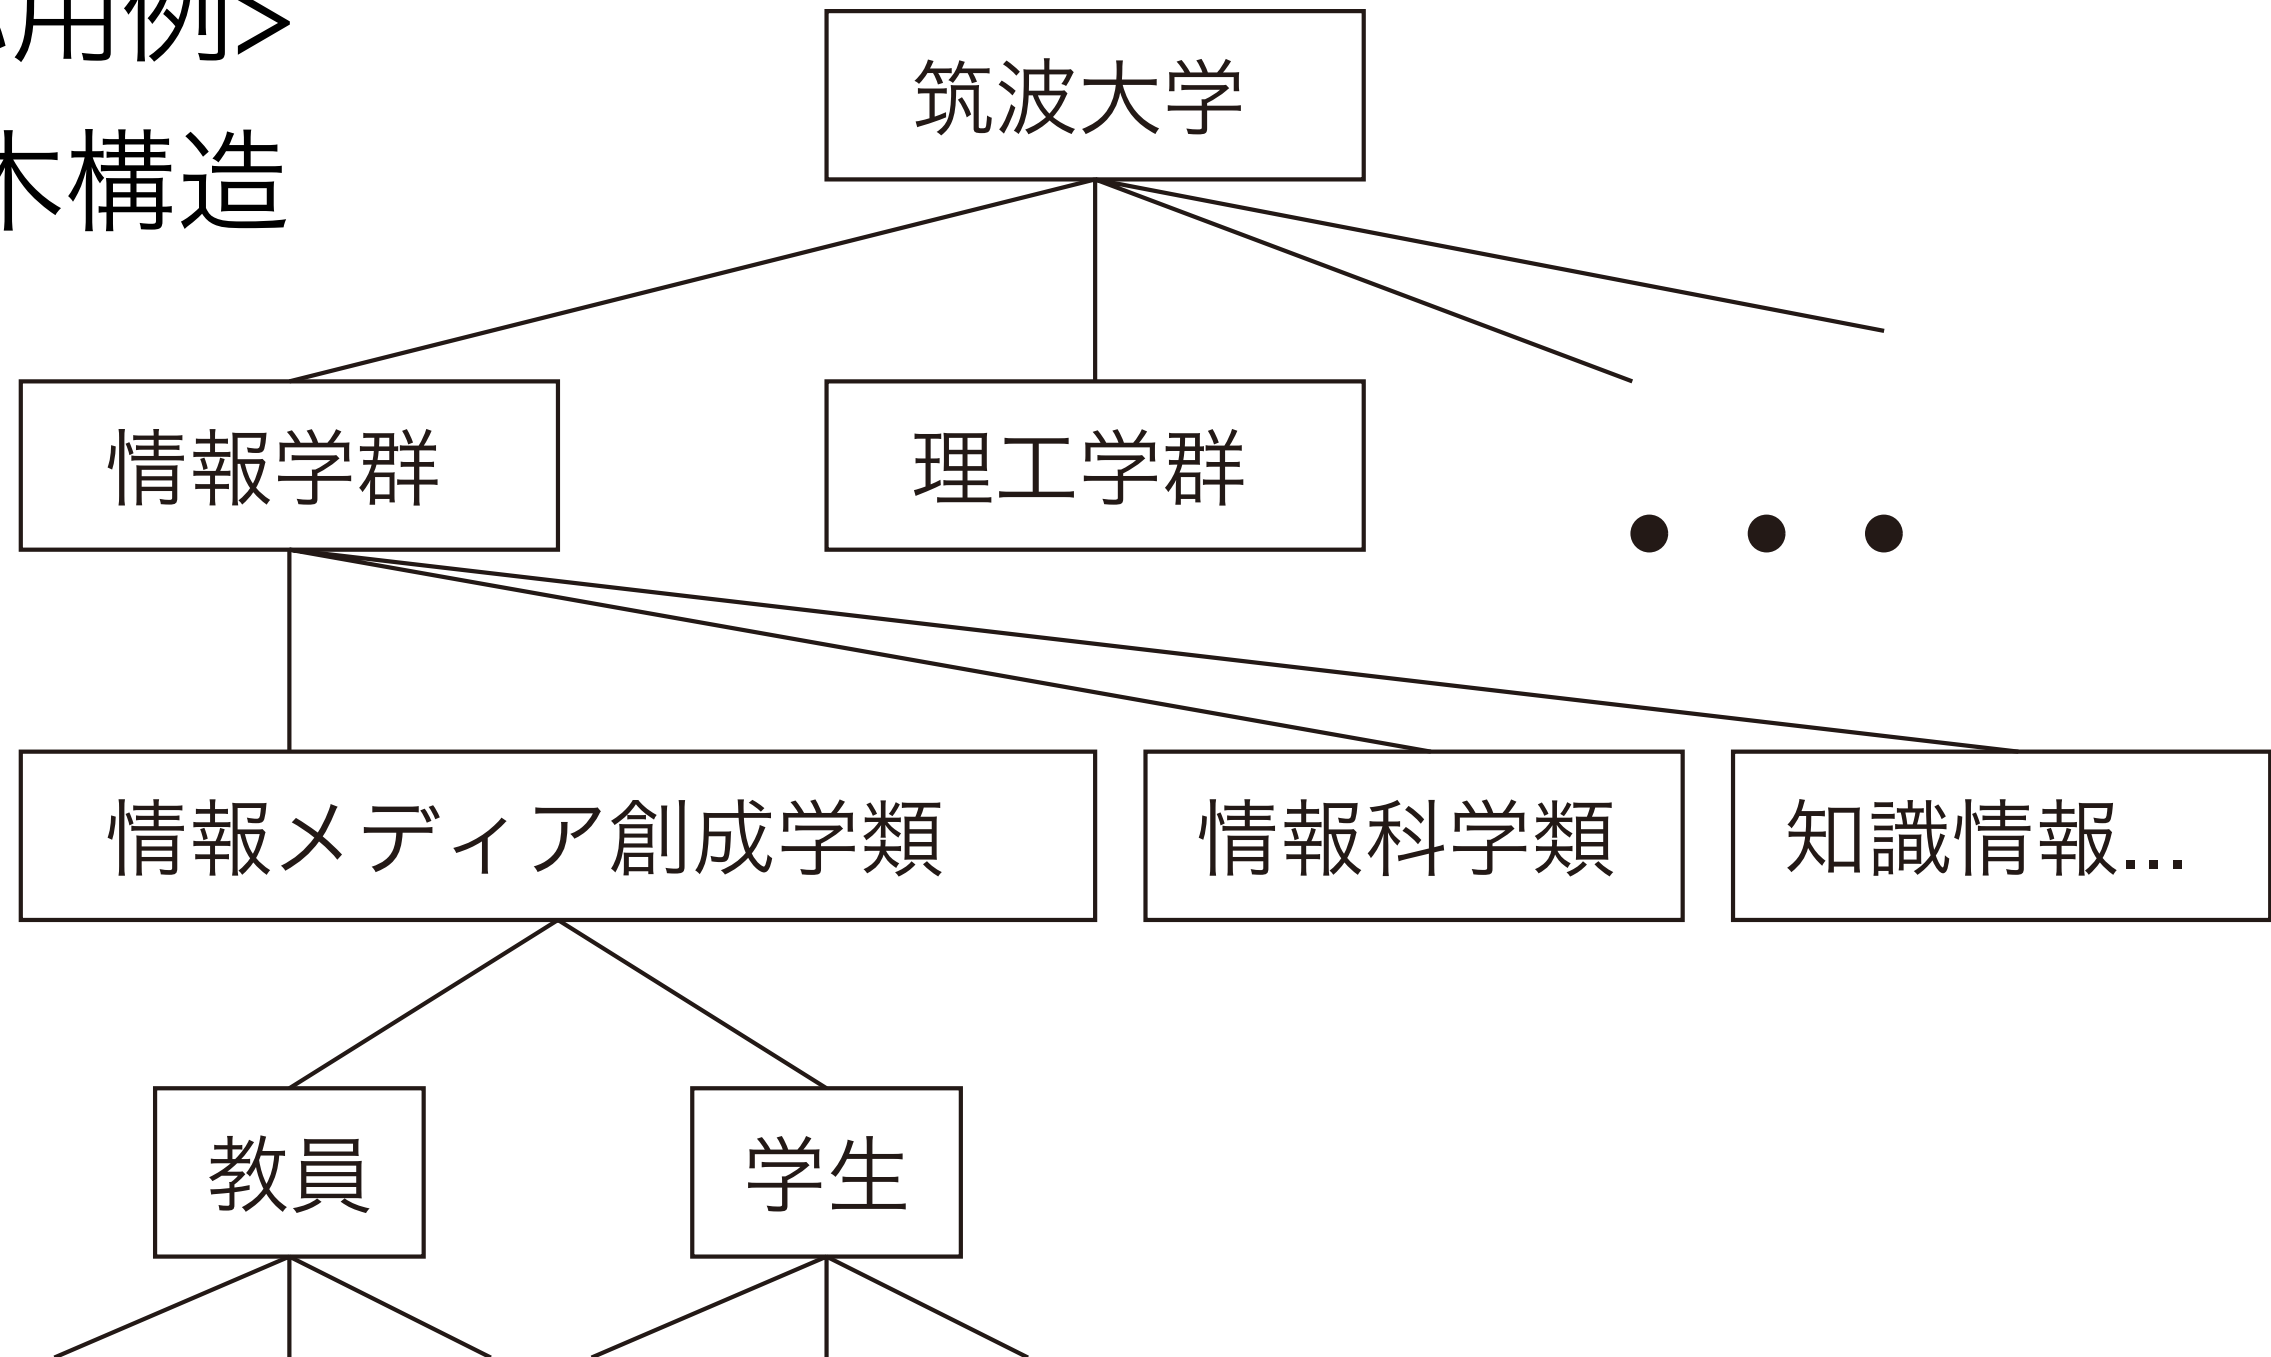 用例>
木構造
筑波大学
情報学群
理工学群
● ● ●
情報メディア創成学類
情報科学類
知識情報...
教員
学生